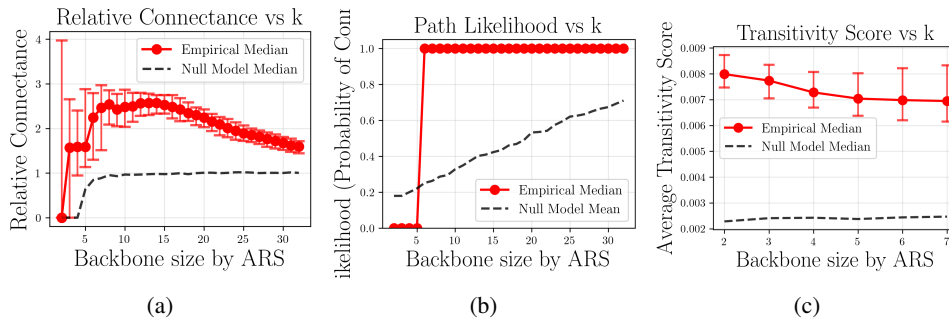 Relative Connectance vs k
Relative Connectance
4
3
2
1
0
Empirical Median
Null Model Median
5
10
15
20
25
30
Backbone size by ARS
(a)
Path Likelihood vs k
ikelihood (Probability of Con
1.0
0.8
0.6
0.4
0.2
0.0
Empirical Median
Null Model Mean
5
10
15
20
25
30
Backbone size by ARS
(b)
Transitivity Score vs k
Average Transitivity Score
0.009
0.008
0.007
0.006
0.005
0.004
0.003
0.002
Empirical Median
Null Model Median
2
3
4
5
6
7
Backbone size by ARS
(c)